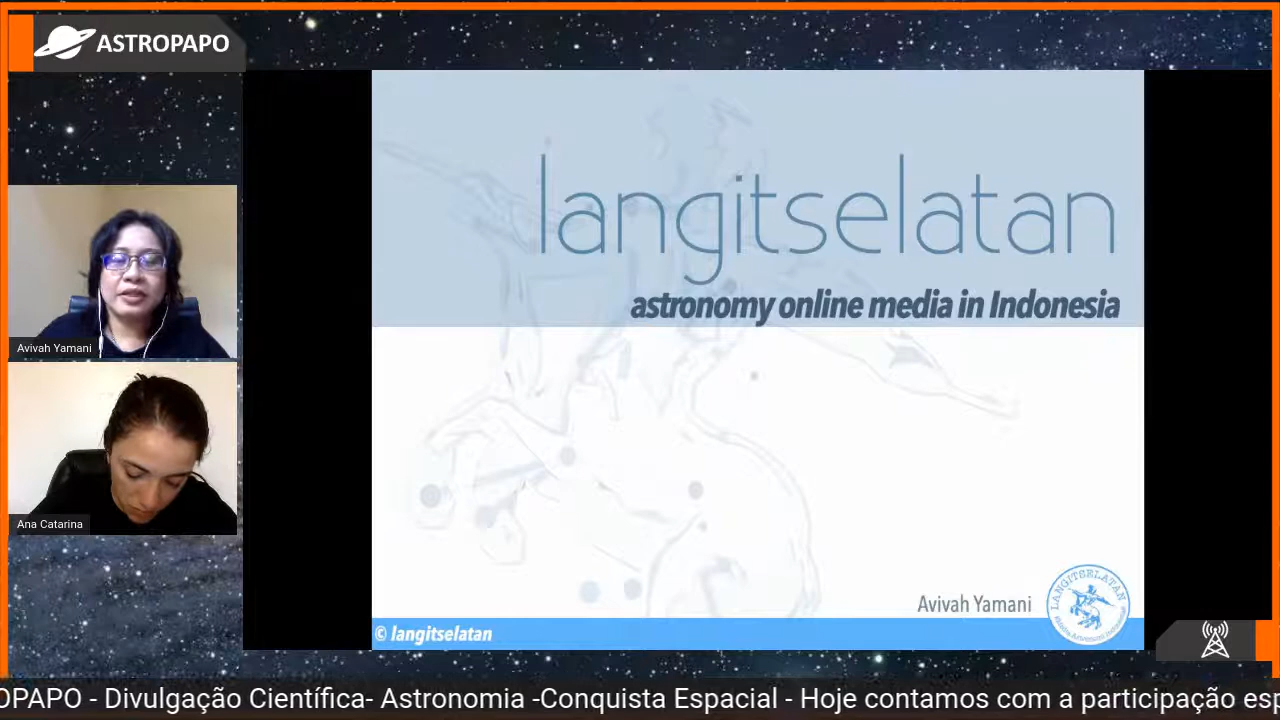 ASTROPAPO
langitselatan
astronomy online media in Indonesia
Avivah Yamani
Ana Catarina
Avivah Yamani
LANGITSELATAN
© langitselatan
OPAPO - Divulgação Científica- Astronomia -Conquista Espacial - Hoje contamos com a participação esp